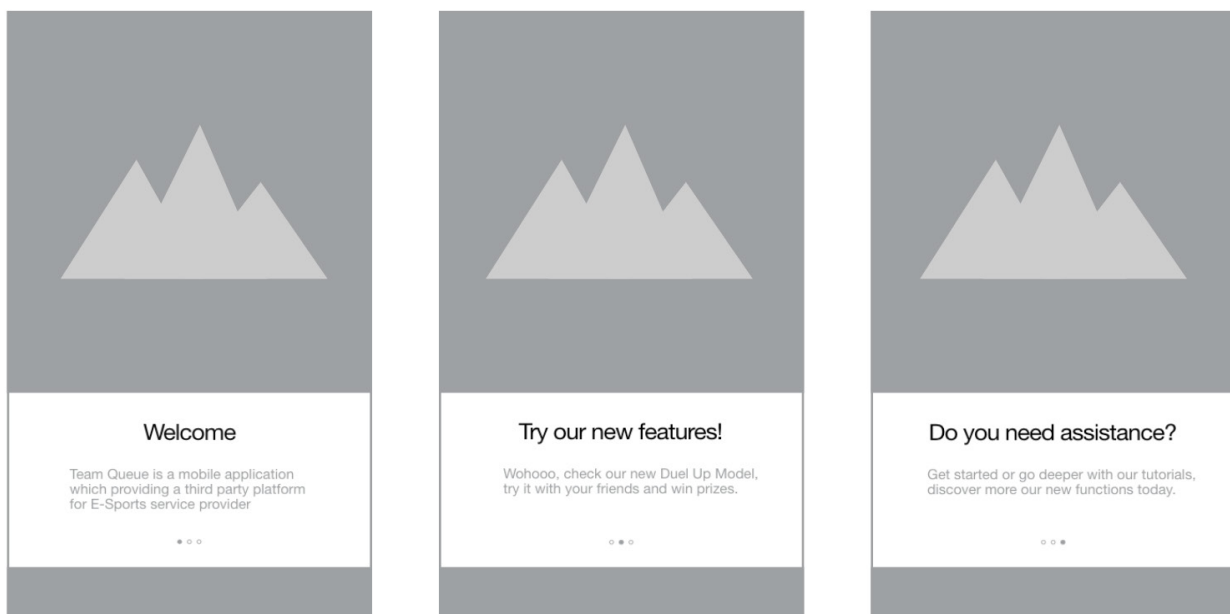 Welcome
Team Queue is a mobile application
which providing a third party platform
for E-Sports service provider
Try our new features!
Wohooo, check our new Duel Up Model,
try it with your friends and win prizes.
Do you need assistance?
Get started or go deeper with our tutorials,
discover more our new functions today.